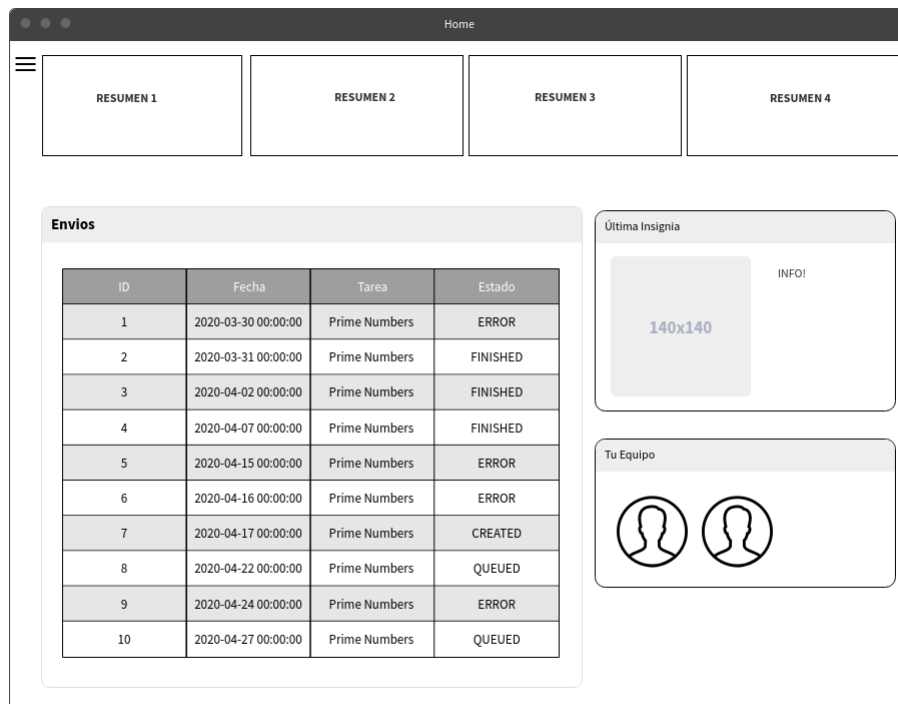 Home
RESUMEN 1
RESUMEN 2
RESUMEN 3
RESUMEN 4
Envios
ID Fecha Tarea Estado
1 2020-03-30 00:00:00 Prime Numbers ERROR
2 2020-03-31 00:00:00 Prime Numbers FINISHED
3 2020-04-02 00:00:00 Prime Numbers FINISHED
4 2020-04-07 00:00:00 Prime Numbers FINISHED
5 2020-04-15 00:00:00 Prime Numbers ERROR
6 2020-04-16 00:00:00 Prime Numbers ERROR
7 2020-04-17 00:00:00 Prime Numbers CREATED
8 2020-04-22 00:00:00 Prime Numbers QUEUED
9 2020-04-24 00:00:00 Prime Numbers ERROR
10 2020-04-27 00:00:00 Prime Numbers QUEUED
Última Insignia
140x140
INFO!
Tu Equipo